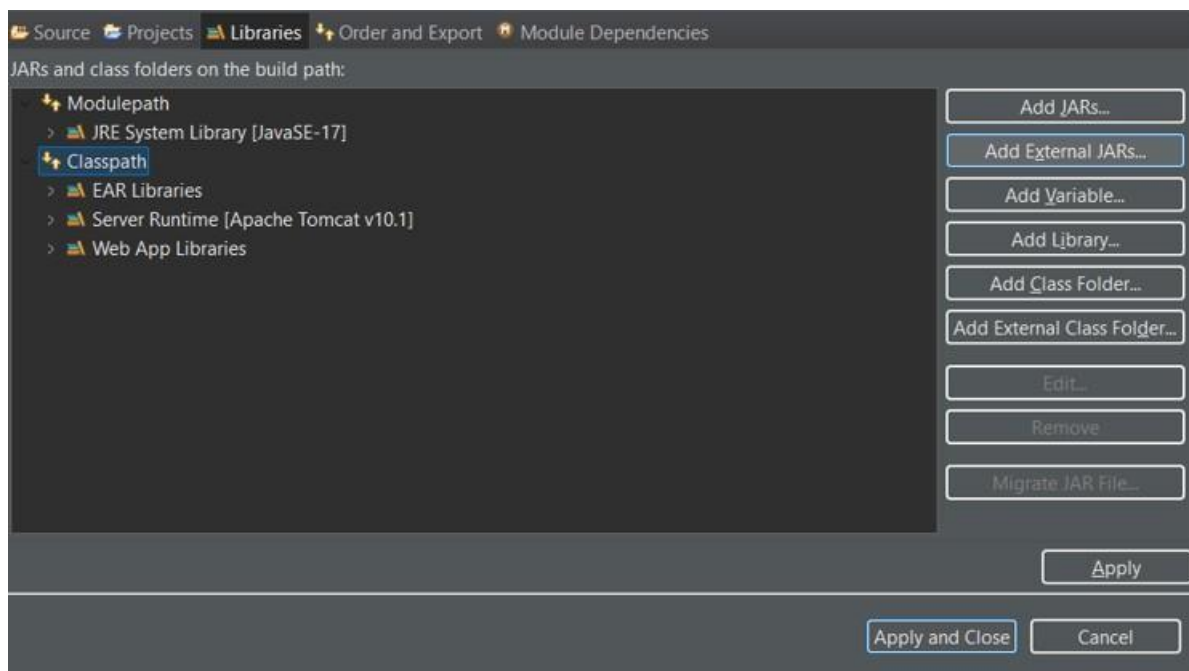 Source Projects Libraries Order and Export Module Dependencies
JARs and class folders on the build path:
Modulepath
JRE System Library [JavaSE-17]
Classpath
EAR Libraries
Server Runtime [Apache Tomcat v10.1]
Web App Libraries
Add JARs...
Add External JARs...
Add Variable...
Add Library...
Add Class Folder...
Add External Class Folder...
Edit...
Remove
Migrate JAR File...
Apply
Apply and Close Cancel